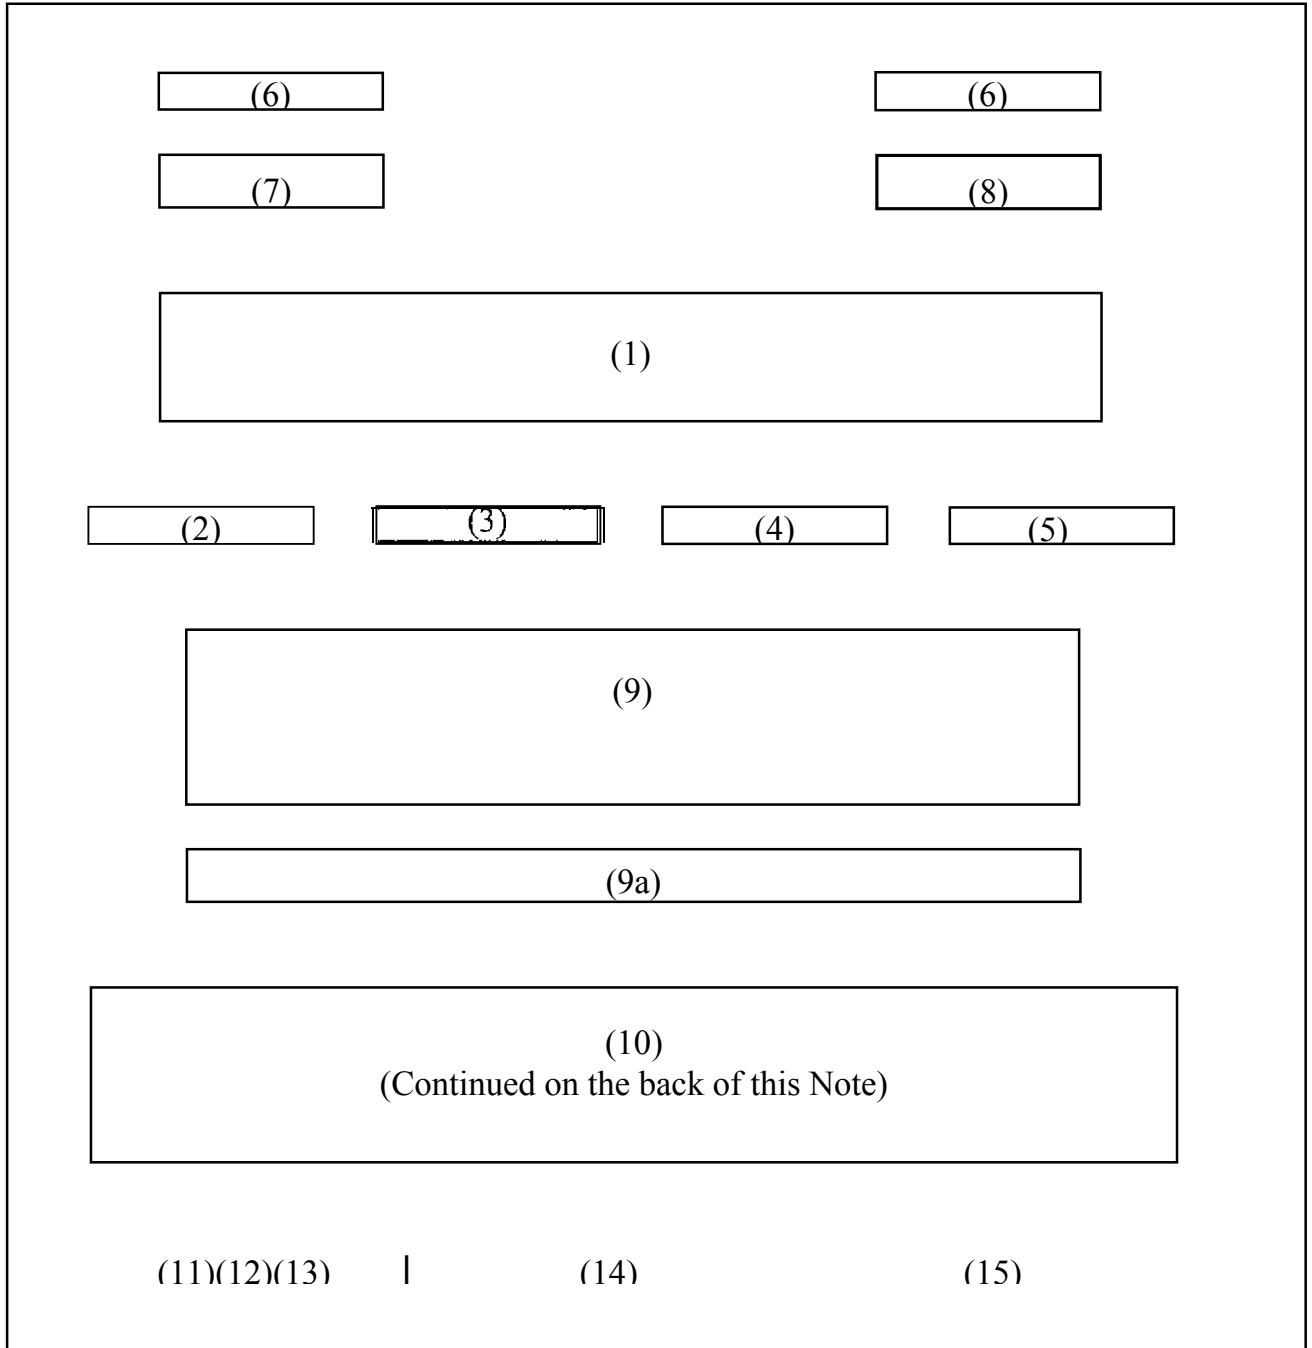 (6) (6)
(7) (8)
(1)
(2) (3) (4) (5)
(9)
(9a)
(10)
(Continued on the back of this Note)
(11)(12)(13) (14) (15)